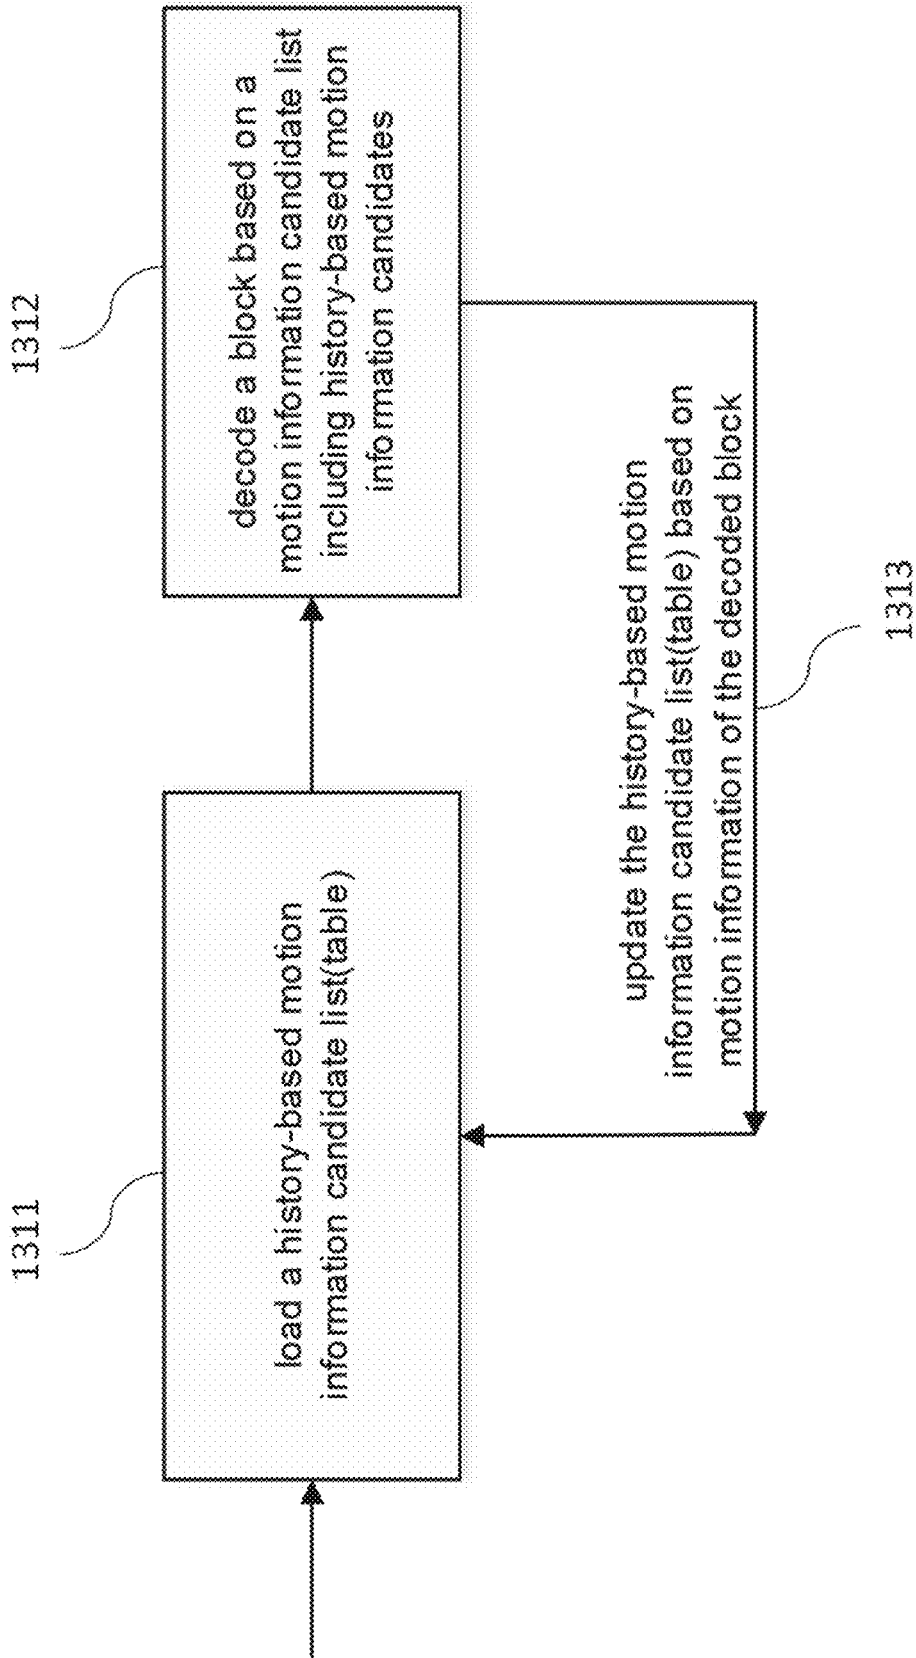 1311
load a history-based motion
information candidate list(table)
1312
decode a block based on a
motion information candidate list
including history-based motion
information candidates
update the history-based motion
information candidate list(table) based on
motion information of the decoded block
1313